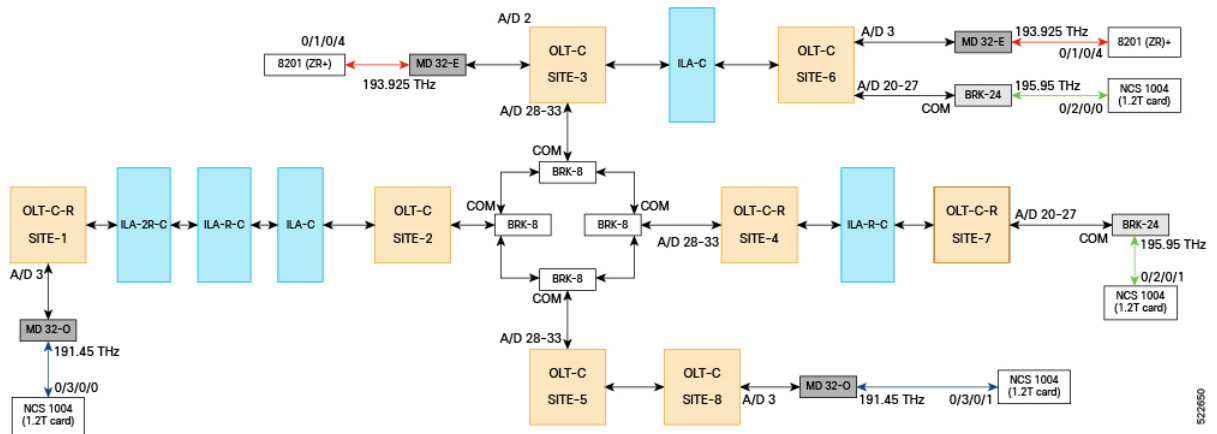 A/D 2
0/1/0/4
8201 (ZR+)
MD 32-E
193.925 THz
OLT-C
SITE-3
ILA-C
OLT-C
SITE-6
A/D 3
MD 32-E
193.925 THz
8201 (ZR)+
0/1/0/4
A/D 20-27
BRK-24
COM
195.95 THz
NCS 1004
(1.2T card)
0/2/0/0
A/D 28-33
COM
BRK-8
OLT-C-R
SITE-1
ILA-2R-C
ILA-R-C
ILA-C
OLT-C
SITE-2
COM
BRK-8
BRK-8
COM
A/D 28-33
OLT-C-R
SITE-4
ILA-R-C
OLT-C-R
SITE-7
A/D 20-27
COM
BRK-24
195.95 THz
0/2/0/1
NCS 1004
(1.2T card)
BRK-8
COM
A/D 3
MD 32-O
191.45 THz
0/3/0/0
NCS 1004
(1.2T card)
A/D 28-33
OLT-C
SITE-5
OLT-C
SITE-8
A/D 3
MD 32-O
191.45 THz
0/3/0/1
NCS 1004
(1.2T card)
522650